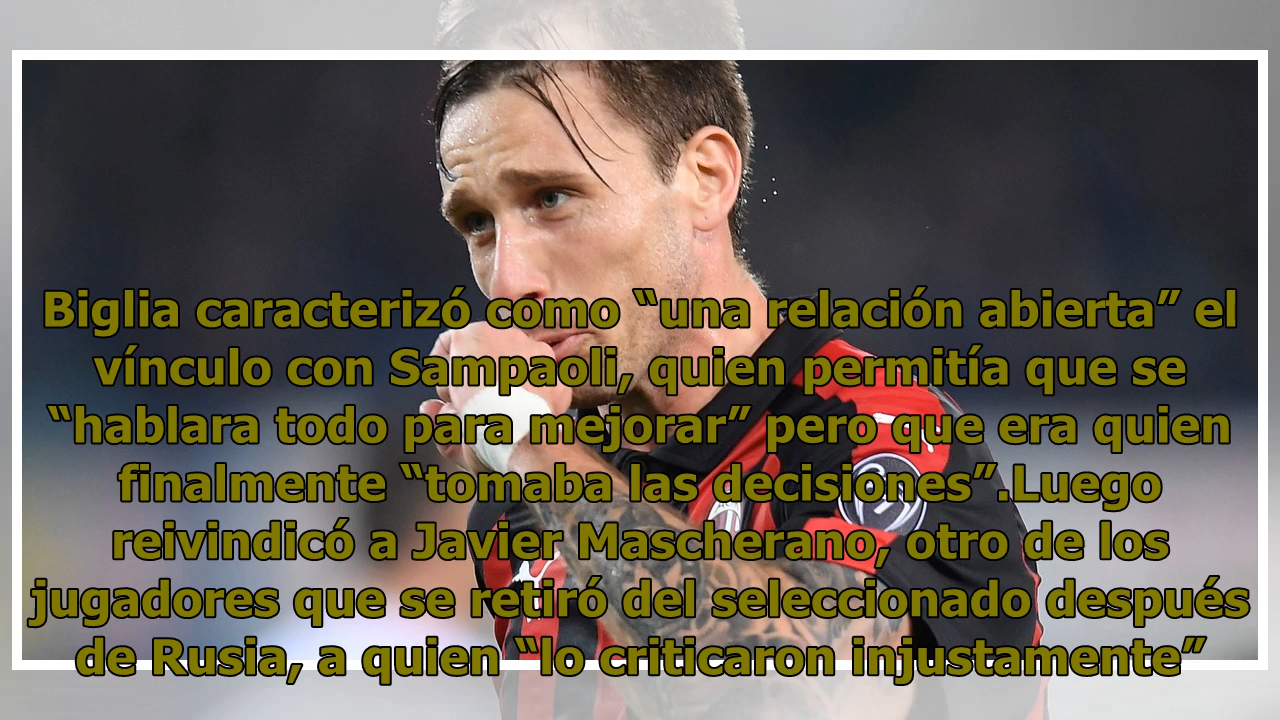 Biglia caracterizó como “una relación abierta” el
vínculo con Sampaoli, quien permitía que se
“hablara todo para mejorar” pero que era quien
finalmente “tomaba las decisiones”.Luego
reivindicó a Javier Mascherano, otro de los
jugadores que se retiró del seleccionado después
de Rusia, a quien “lo criticaron injustamente”